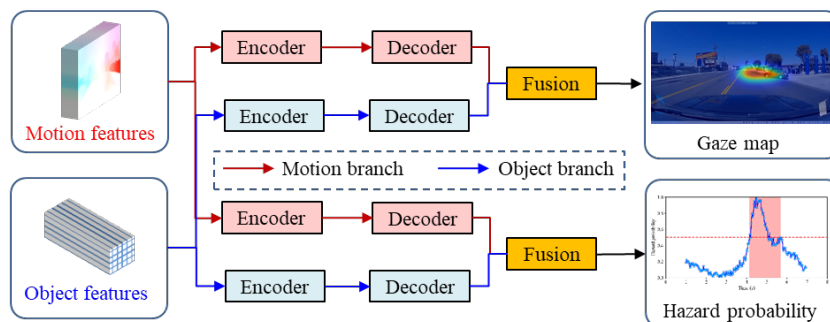 Motion features
Object features
Encoder
Decoder
Encoder
Decoder
Fusion
Motion branch
Object branch
Encoder
Decoder
Encoder
Decoder
Fusion
Gaze map
Hazard probability